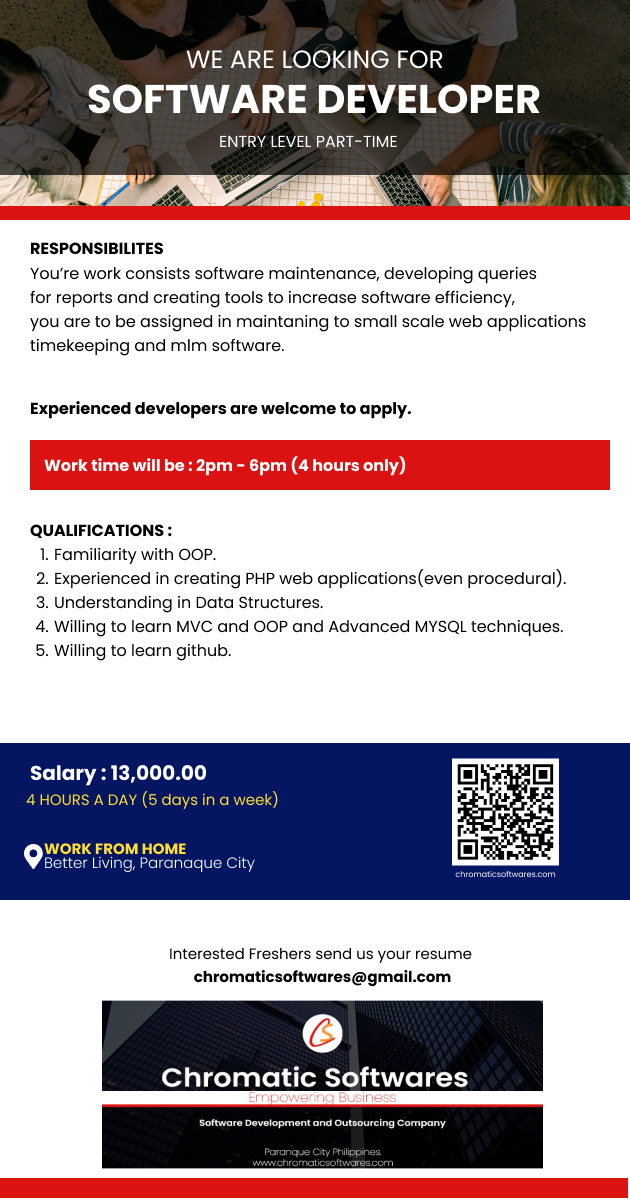 WE ARE LOOKING FOR
SOFTWARE DEVELOPER
ENTRY LEVEL PART-TIME
RESPONSIBILITES
You’re work consists software maintenance, developing queries
for reports and creating tools to increase software efficiency,
you are to be assigned in maintaning to small scale web applications
timekeeping and mlm software.
Experienced developers are welcome to apply.
Work time will be : 2pm - 6pm (4 hours only)
QUALIFICATIONS :
1. Familiarity with OOP.
2. Experienced in creating PHP web applications(even procedural).
3. Understanding in Data Structures.
4. Willing to learn MVC and OOP and Advanced MYSQL techniques.
5. Willing to learn github.
Salary : 13,000.00
4 HOURS A DAY (5 days in a week)
WORK FROM HOME
Better Living, Paranaque City
chromaticsoftwares.com
Interested Freshers send us your resume
chromaticsoftwares@gmail.com
CS
Chromatic Softwares
Empowering Business
Software Development and Outsourcing Company
Paranque City Philippines.
www.chromaticsoftwares.com